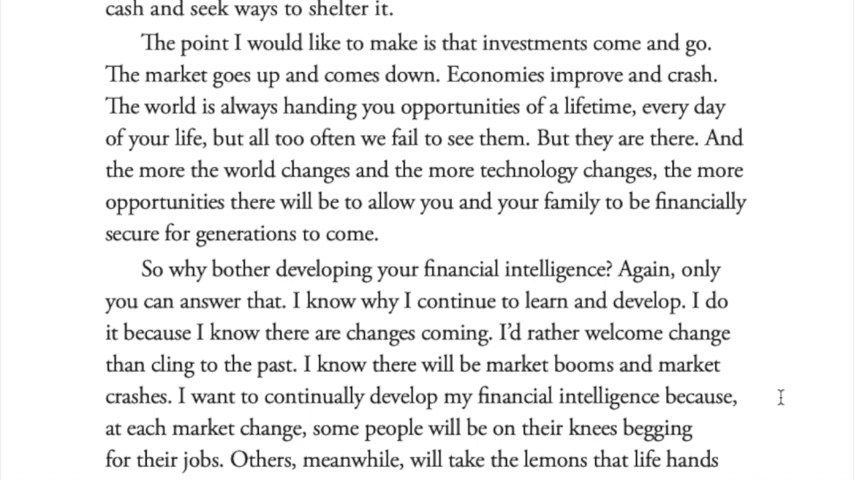 cash and seek ways to shelter it.
The point I would like to make is that investments come and go.
The market goes up and comes down. Economies improve and crash.
The world is always handing you opportunities of a lifetime, every day
of your life, but all too often we fail to see them. But they are there. And
the more the world changes and the more technology changes, the more
opportunities there will be to allow you and your family to be financially
secure for generations to come.
So why bother developing your financial intelligence? Again, only
you can answer that. I know why I continue to learn and develop. I do
it because I know there are changes coming. I'd rather welcome change
than cling to the past. I know there will be market booms and market
crashes. I want to continually develop my financial intelligence because,
at each market change, some people will be on their knees begging
for their jobs. Others, meanwhile, will take the lemons that life hands